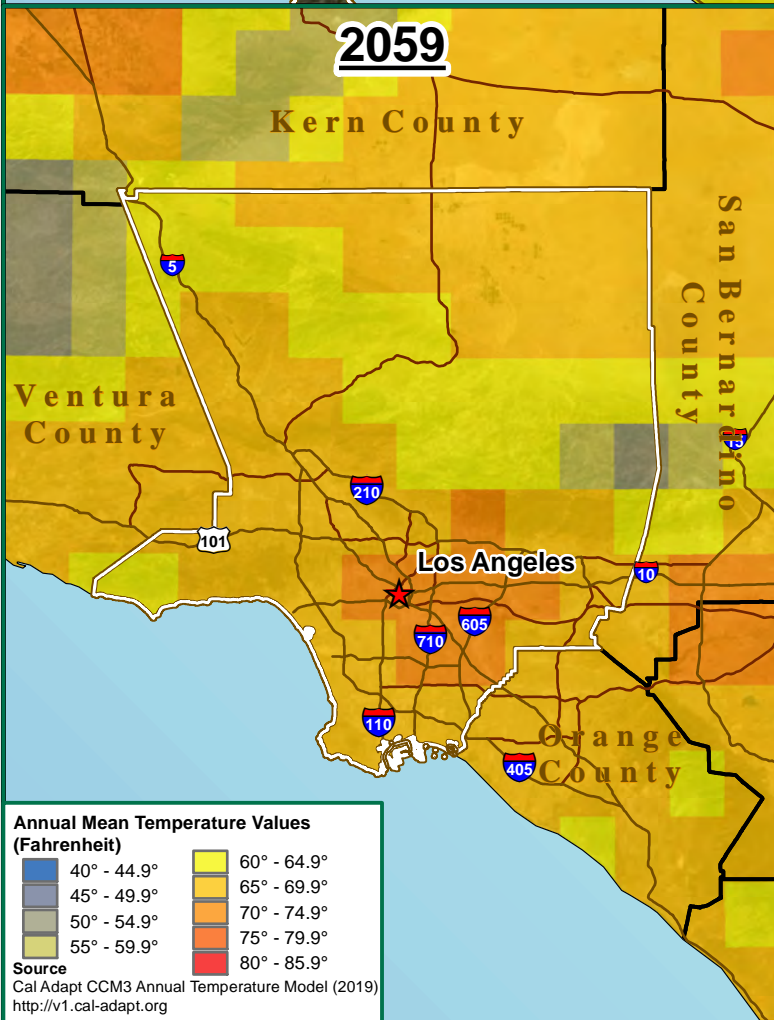 2059
Kern County
San Bernardino
County
5
Ventura
County
15
210
101
Los Angeles
10
605
710
110
Orange
County
405
Annual Mean Temperature Values
(Fahrenheit)
40° - 44.9°
45° - 49.9°
50° - 54.9°
55° - 59.9°
60° - 64.9°
65° - 69.9°
70° - 74.9°
75° - 79.9°
80° - 85.9°
Source
Cal Adapt CCM3 Annual Temperature Model (2019)
http://v1.cal-adapt.org